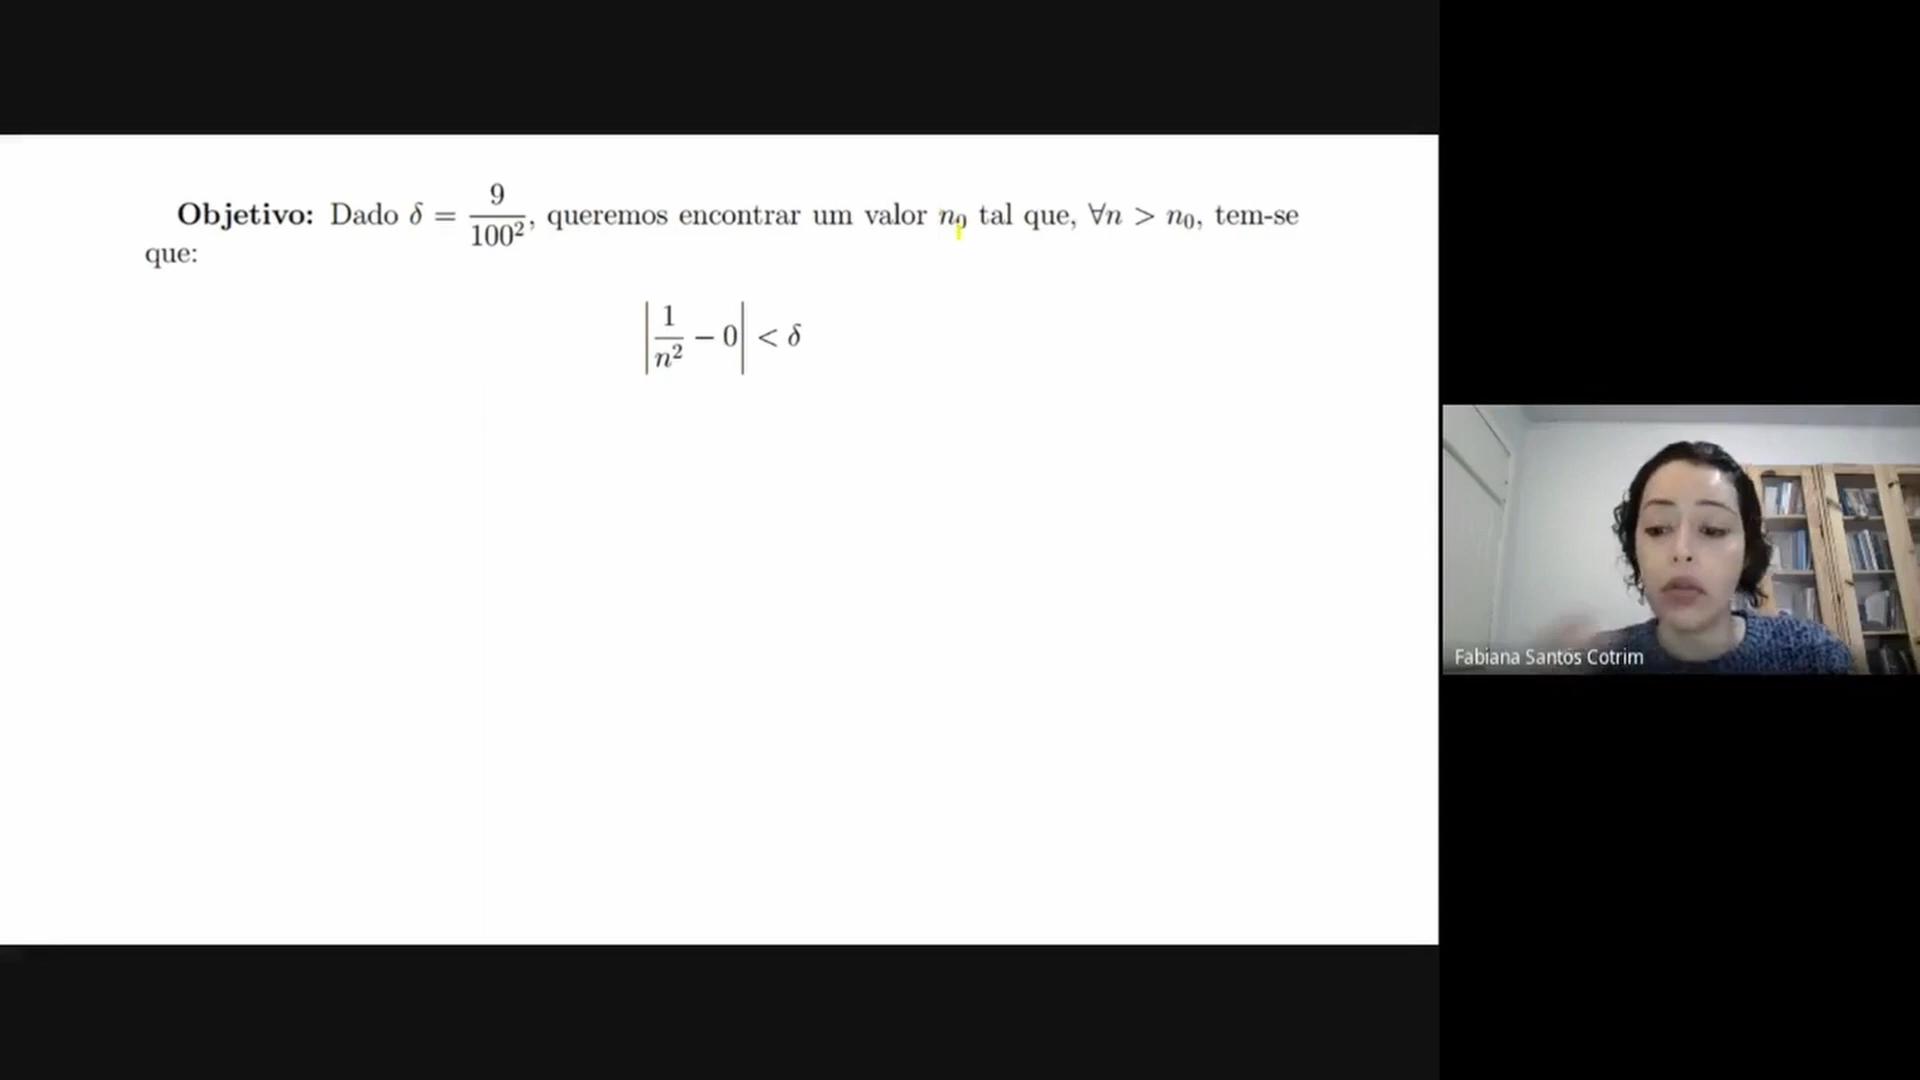 Objetivo: Dado δ = 9/100², queremos encontrar um valor n₀ tal que, ∀n > n₀, tem-se
que:
|1/n² − 0| < δ
Fabiana Santos Cotrim